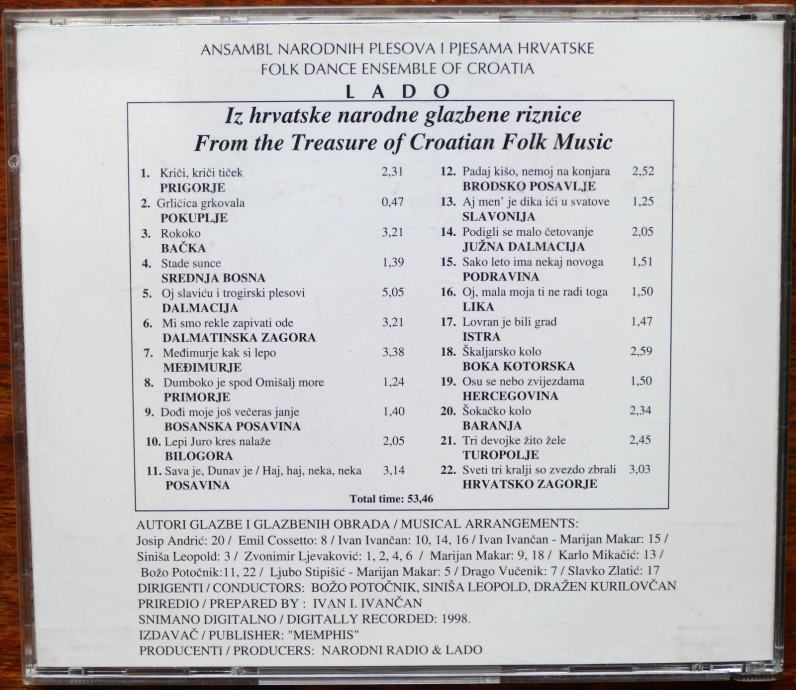 ANSAMBL NARODNIH PLESOVA I PJESAMA HRVATSKE
FOLK DANCE ENSEMBLE OF CROATIA
L A D O
Iz hrvatske narodne glazbene riznice
From the Treasure of Croatian Folk Music
1. Kriči, kriči tiček 2,31
PRIGORJE
2. Grličica grkovala 0,47
POKUPLJE
3. Rokoko 3,21
BAČKA
4. Stade sunce 1,39
SREDNJA BOSNA
5. Oj slaviću i trogirski plesovi 5,05
DALMACIJA
6. Mi smo rekle zapivati ode 3,21
DALMATINSKA ZAGORA
7. Međimurje kak si lepo 3,38
MEĐIMURJE
8. Dumboko je spod Omišalj more 1,24
PRIMORJE
9. Dođi moje još večeras janje 1,40
BOSANSKA POSAVINA
10. Lepi Juro kres nalaže 2,05
BILOGORA
11. Sava je, Dunav je / Haj, haj, neka, neka 3,14
POSAVINA
12. Padaj kišo, nemoj na konjara 2,52
BRODSKO POSAVLJE
13. Aj men' je dika ići u svatove 1,25
SLAVONIJA
14. Podigli se malo četovanje 2,05
JUŽNA DALMACIJA
15. Sako leto ima nekaj novoga 1,51
PODRAVINA
16. Oj, mala moja ti ne radi toga 1,50
LIKA
17. Lovran je bili grad 1,47
ISTRA
18. Škaljarsko kolo 2,59
BOKA KOTORSKA
19. Osu se nebo zvijezdama 1,50
HERCEGOVINA
20. Šokačko kolo 2,34
BARANJA
21. Tri devojke žito žele 2,45
TUROPOLJE
22. Sveti tri kralji so zvezdo zbrali 3,03
HRVATSKO ZAGORJE
Total time: 53,46
AUTORI GLAZBE I GLAZBENIH OBRADA / MUSICAL ARRANGEMENTS:
Josip Andrić: 20 / Emil Cossetto: 8 / Ivan Ivančan: 10, 14, 16 / Ivan Ivančan - Marijan Makar: 15 /
Siniša Leopold: 3 / Zvonimir Ljevaković: 1, 2, 4, 6 / Marijan Makar: 9, 18 / Karlo Mikačić: 13 /
Božo Potočnik:11, 22 / Ljubo Stipišić - Marijan Makar: 5 / Drago Vučenik: 7 / Slavko Zlatić: 17
DIRIGENTI / CONDUCTORS: BOŽO POTOČNIK, SINIŠA LEOPOLD, DRAŽEN KURILOVČAN
PRIREDIO / PREPARED BY : IVAN I. IVANČAN
SNIMANO DIGITALNO / DIGITALLY RECORDED: 1998.
IZDAVAČ / PUBLISHER: "MEMPHIS"
PRODUCENTI / PRODUCERS: NARODNI RADIO & LADO